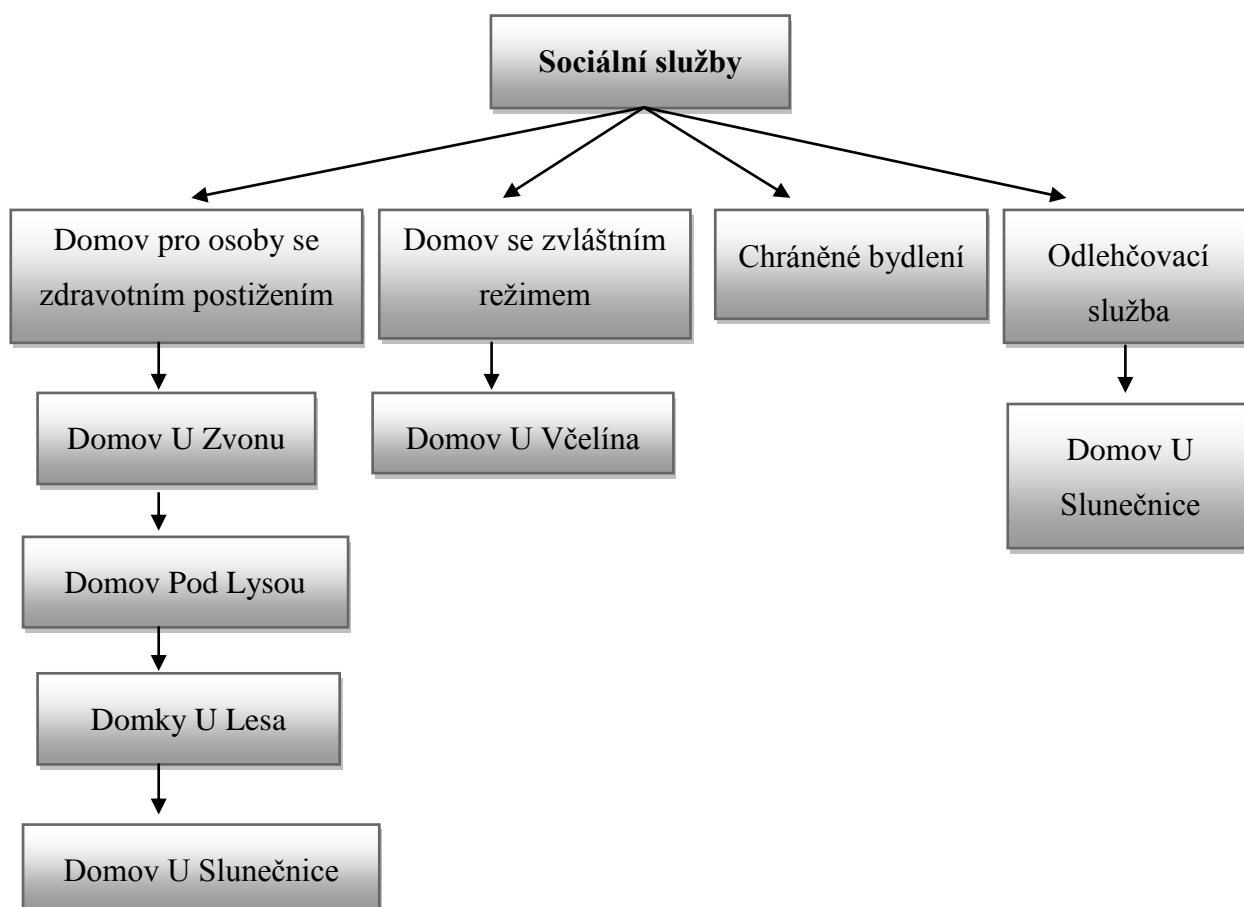 Sociální služby
Domov pro osoby se
zdravotním postižením
Domov se zvláštním
režimem
Chráněné bydlení
Odlehčovací
služba
Domov U Zvonu
Domov U Včelína
Domov U
Slunečnice
Domov Pod Lysou
Domky U Lesa
Domov U Slunečnice